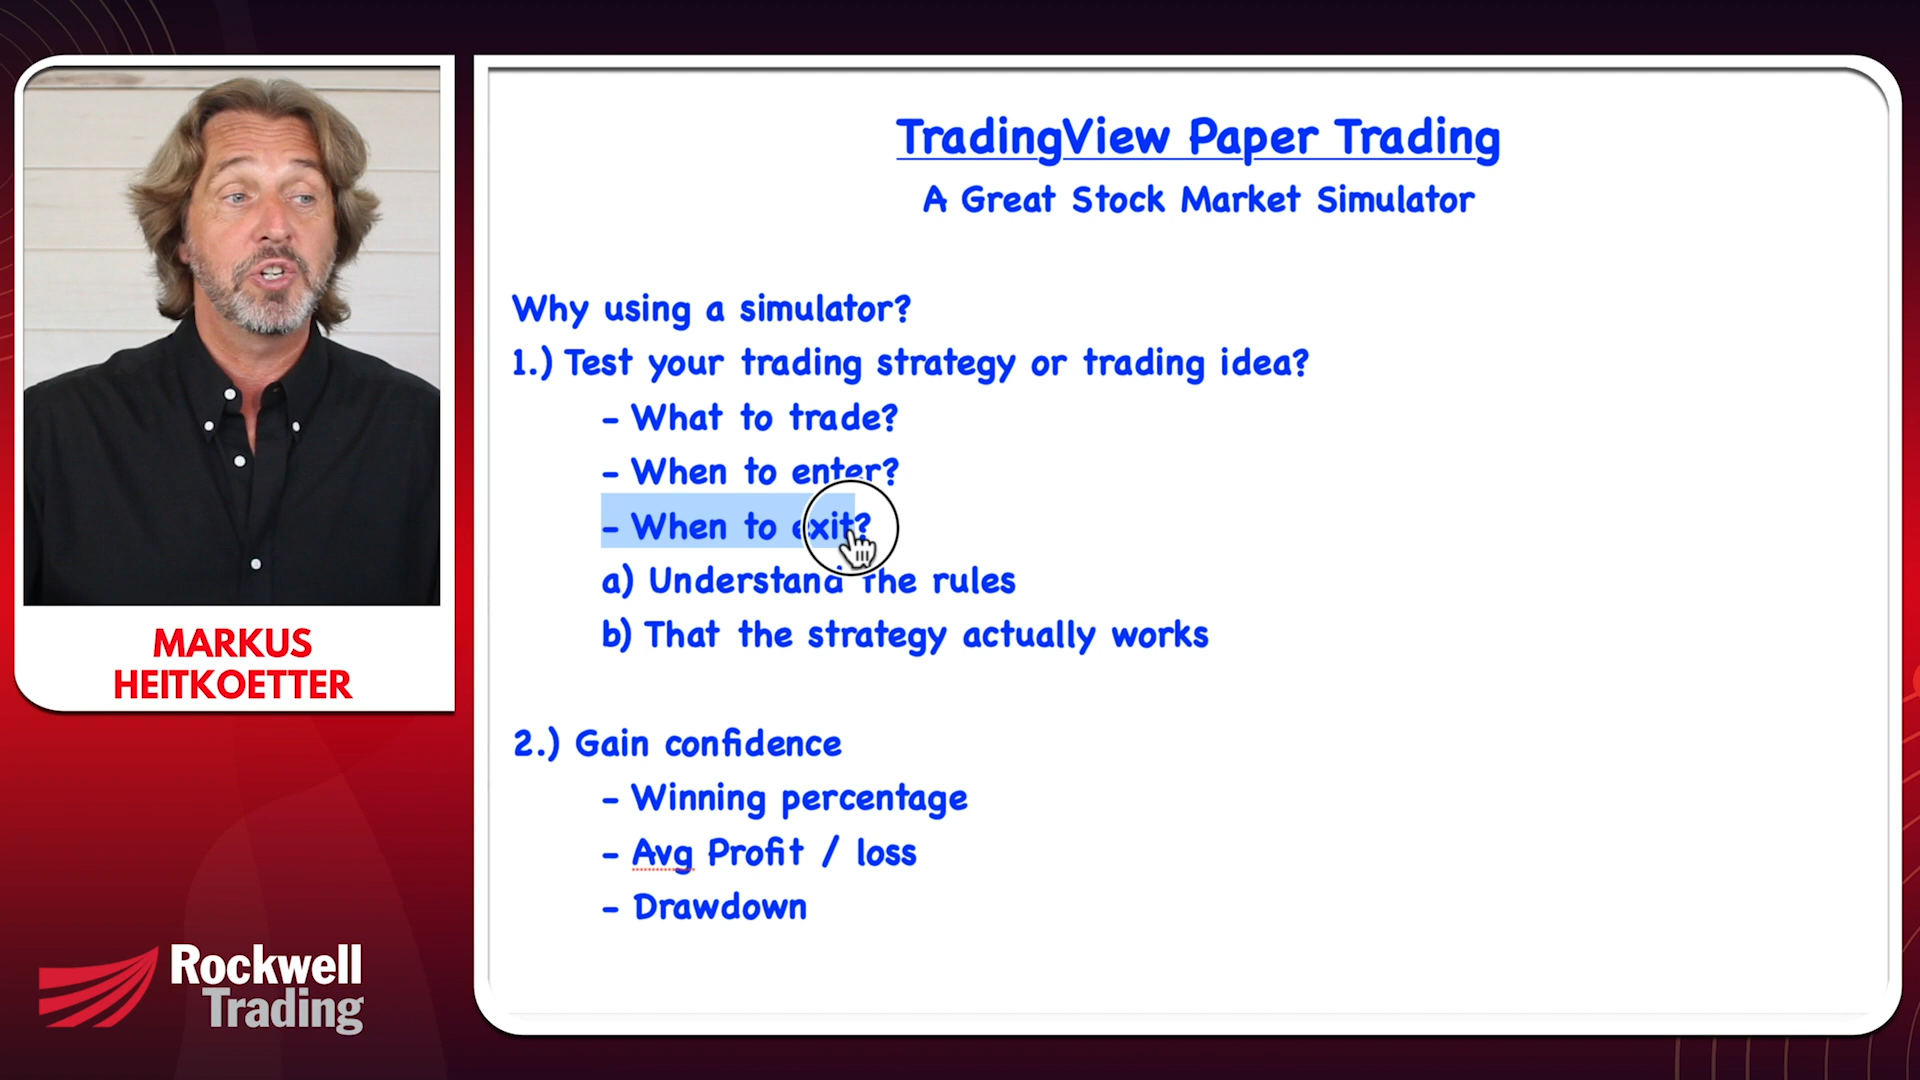 TradingView Paper Trading
A Great Stock Market Simulator
Why using a simulator?
1.) Test your trading strategy or trading idea?
- What to trade?
- When to enter?
- When to exit?
a) Understand the rules
b) That the strategy actually works
2.) Gain confidence
- Winning percentage
- Avg Profit / loss
- Drawdown
MARKUS
HEITKOETTER
Rockwell
Trading